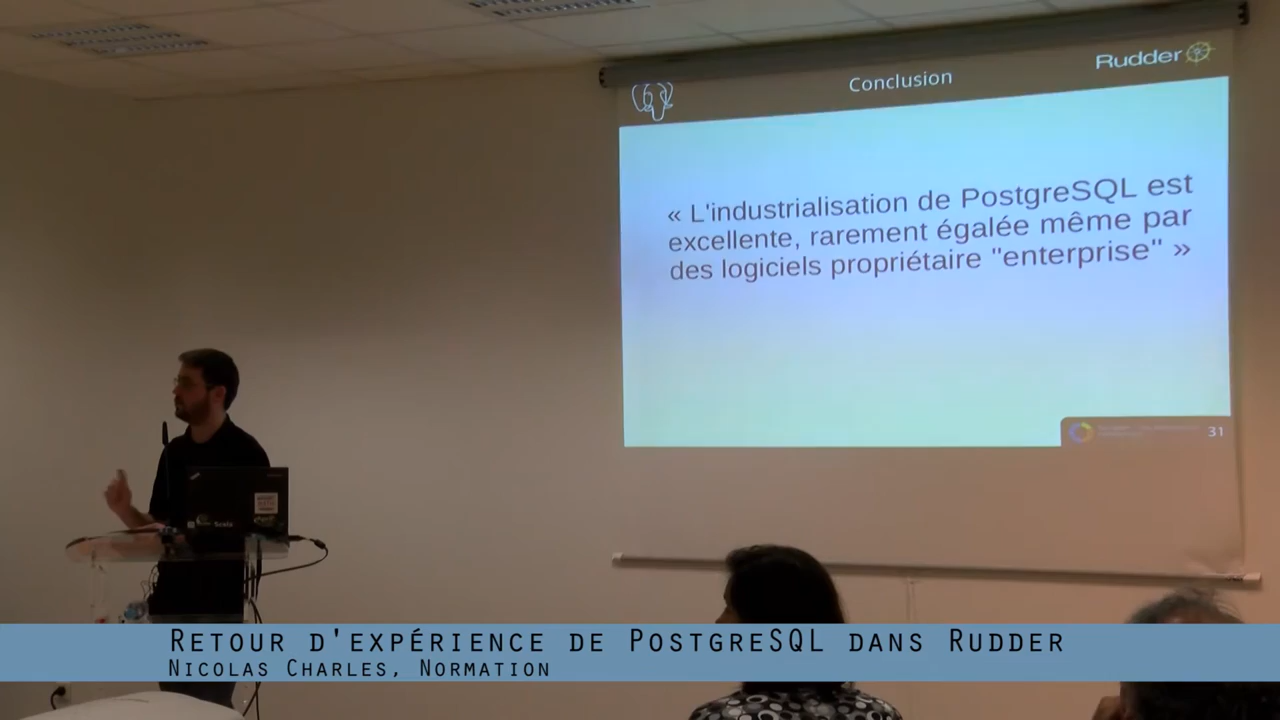 Conclusion
Rudder
« L'industrialisation de PostgreSQL est
excellente, rarement égalée même par
des logiciels propriétaire "enterprise" »
31
Scala
Retour d'expérience de PostgreSQL dans Rudder
Nicolas Charles, Normation